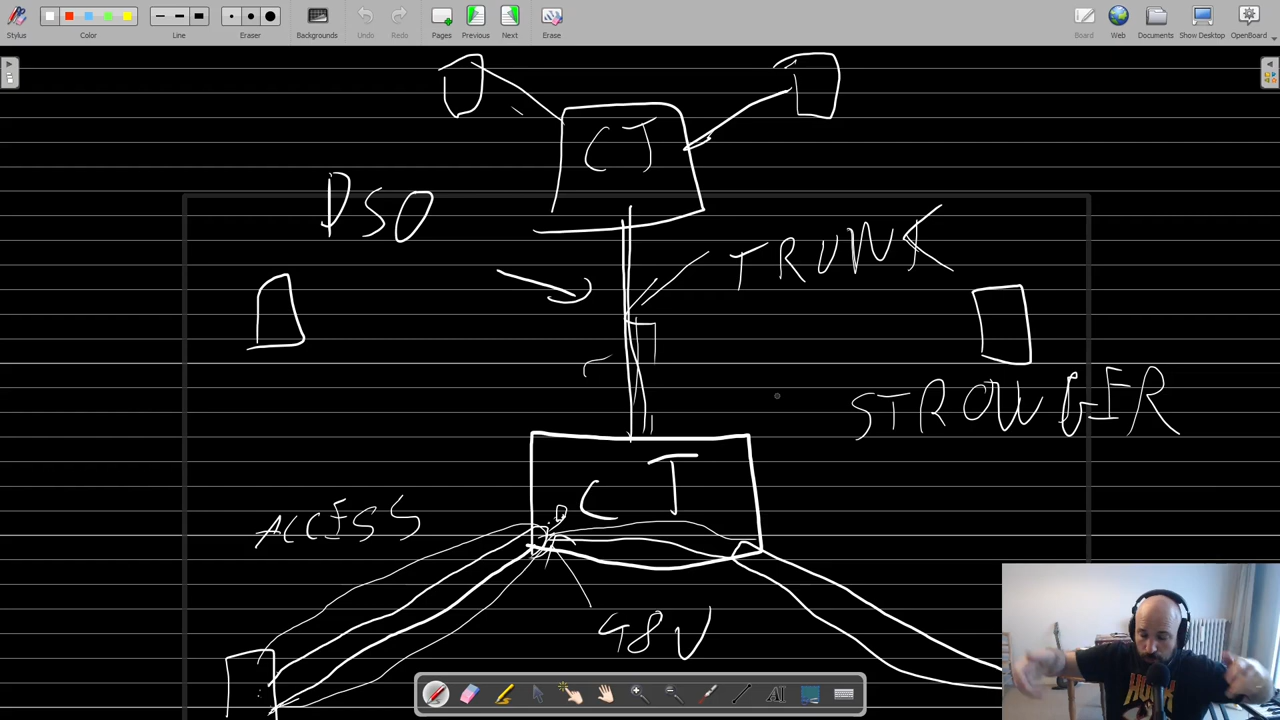 Stylus
Color
Line
Eraser
Backgrounds
Undo
Redo
Pages
Previous
Next
Erase
Board
Web
Documents
Show Desktop
OpenBoard
CT
DSO
TRUNK
STROWGER
CT
ACCESS
48V